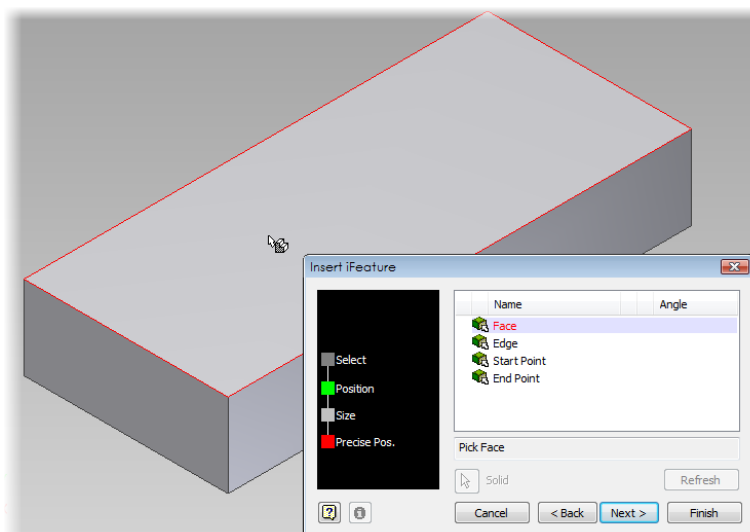 Insert iFeature
Name Angle
Face
Edge
Start Point
End Point
Select
Position
Size
Precise Pos.
Pick Face
Solid Refresh
Cancel < Back Next > Finish